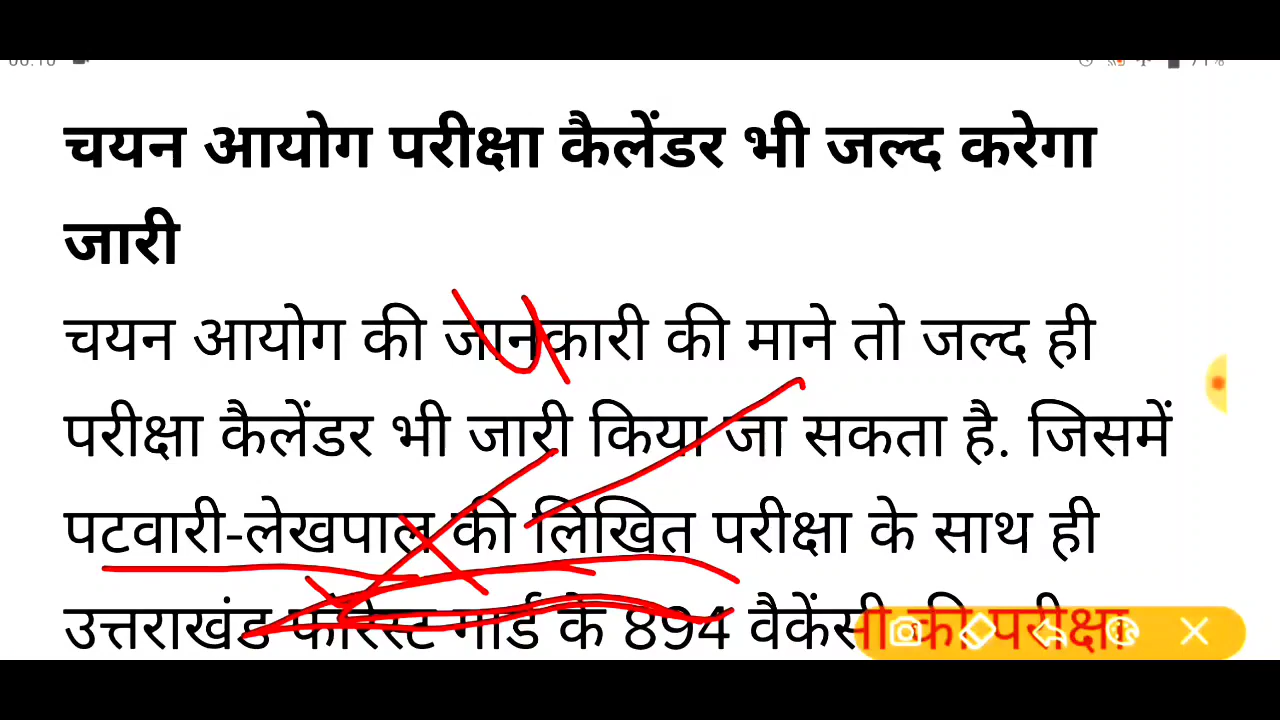 चयन आयोग परीक्षा कैलेंडर भी जल्द करेगा
जारी
चयन आयोग की जानकारी की माने तो जल्द ही
परीक्षा कैलेंडर भी जारी किया जा सकता है. जिसमें
पटवारी-लेखपाल की लिखित परीक्षा के साथ ही
उत्तराखंड फॉरेस्ट गार्ड के 894 वैकेंसी की परीक्षा